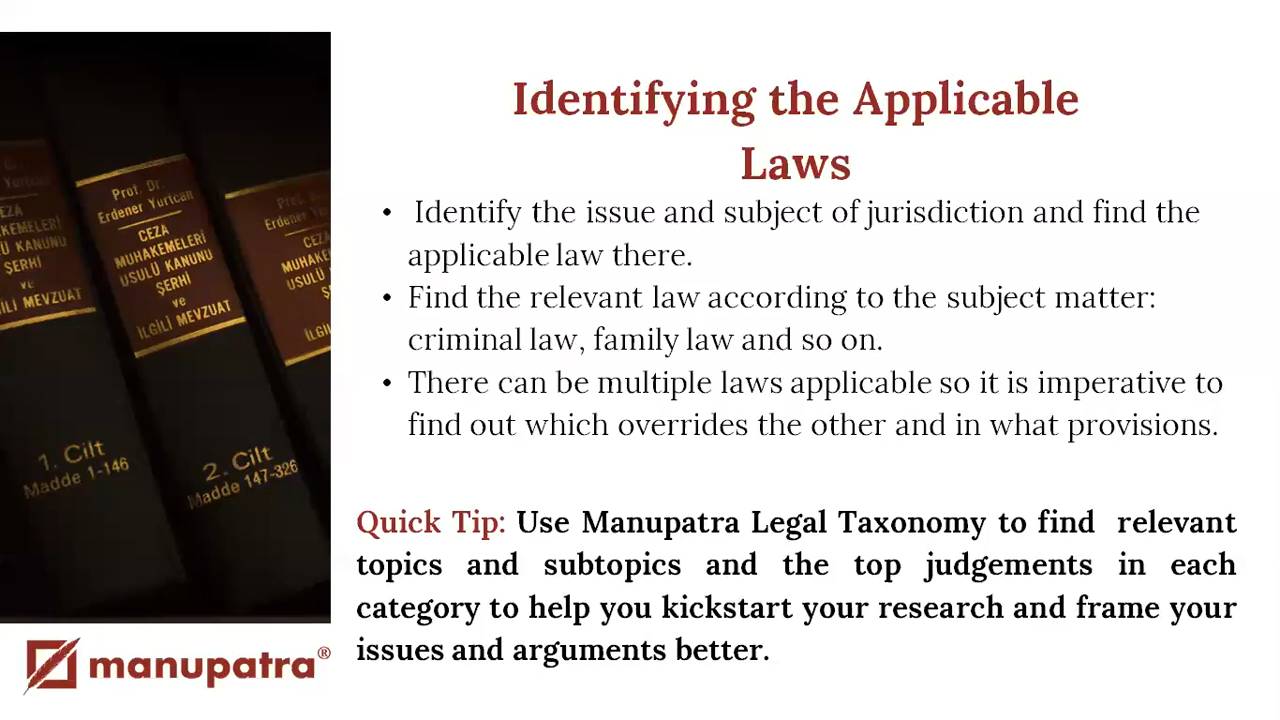 Identifying the Applicable
Laws
• Identify the issue and subject of jurisdiction and find the
applicable law there.
• Find the relevant law according to the subject matter:
criminal law, family law and so on.
• There can be multiple laws applicable so it is imperative to
find out which overrides the other and in what provisions.
Quick Tip: Use Manupatra Legal Taxonomy to find relevant
topics and subtopics and the top judgements in each
category to help you kickstart your research and frame your
issues and arguments better.
Prof. Dr.
Erdener Yurtcan
CEZA
MUHAKEMELERİ
USULÜ KANUNU
ŞERHİ
ve
İLGİLİ MEVZUAT
1. Cilt
Madde 1-146
2. Cilt
Madde 147-326
manupatra®